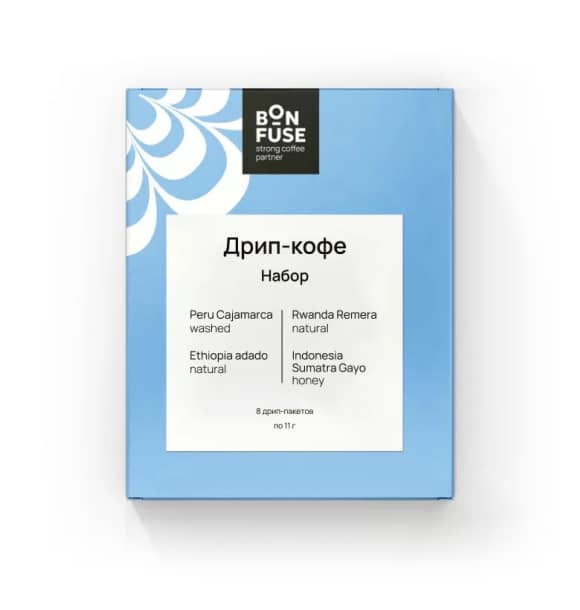 BON
FUSE
strong coffee
partner
Дрип-кофе
Набор
Peru Cajamarca
washed
Ethiopia adado
natural
Rwanda Remera
natural
Indonesia
Sumatra Gayo
honey
8 дрип-пакетов
по 11 г